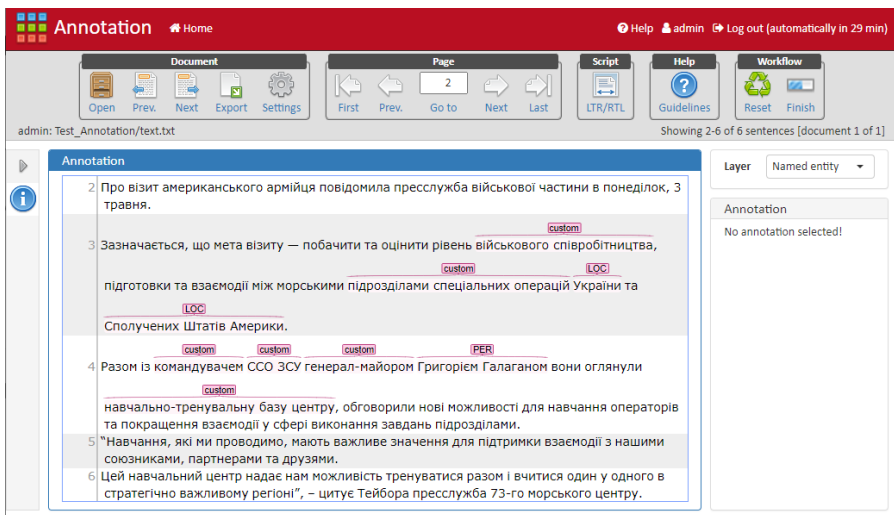 Annotation Home Help admin Log out (automatically in 29 min)
Document Page Script Help Workflow
2
Open Prev. Next Export Settings First Prev. Go to Next Last LTR/RTL Guidelines Reset Finish
admin: Test_Annotation/text.txt Showing 2-6 of 6 sentences [document 1 of 1]
Annotation
2 Про візит американського армійця повідомила пресслужба військової частини в понеділок, 3
травня.
custom
3 Зазначається, що мета візиту — побачити та оцінити рівень військового співробітництва,
custom LOC
підготовки та взаємодії між морськими підрозділами спеціальних операцій України та
LOC
Сполучених Штатів Америки.
custom custom custom PER
4 Разом із командувачем ССО ЗСУ генерал-майором Григорієм Галаганом вони оглянули
custom
навчально-тренувальну базу центру, обговорили нові можливості для навчання операторів
та покращення взаємодії у сфері виконання завдань підрозділами.
5 “Навчання, які ми проводимо, мають важливе значення для підтримки взаємодії з нашими
союзниками, партнерами та друзями.
6 Цей навчальний центр надає нам можливість тренуватися разом і вчитися один у одного в
стратегічно важливому регіоні”, – цитує Тейбора пресслужба 73-го морського центру.
Layer Named entity
Annotation
No annotation selected!